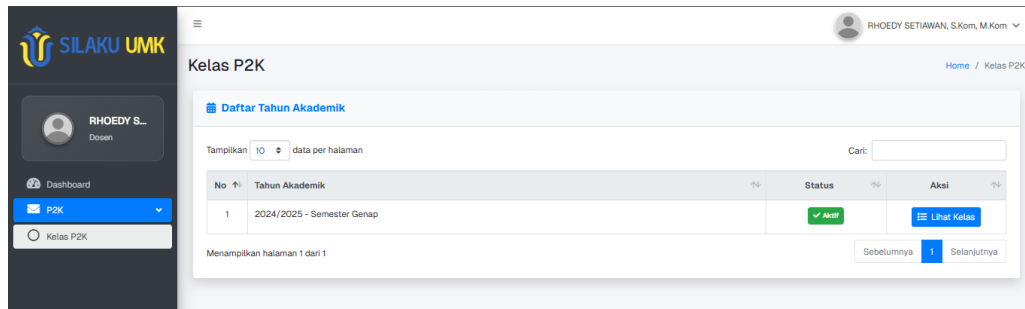 SILAKU UMK
RHOEDY SETIAWAN, S.Kom, M.Kom
Kelas P2K
Home / Kelas P2K
RHOEDY S...
Dosen
Dashboard
P2K
Kelas P2K
Daftar Tahun Akademik
Tampilkan 10 data per halaman
Cari:
No Tahun Akademik Status Aksi
1 2024/2025 - Semester Genap Aktif Lihat Kelas
Menampilkan halaman 1 dari 1
Sebelumnya 1 Selanjutnya